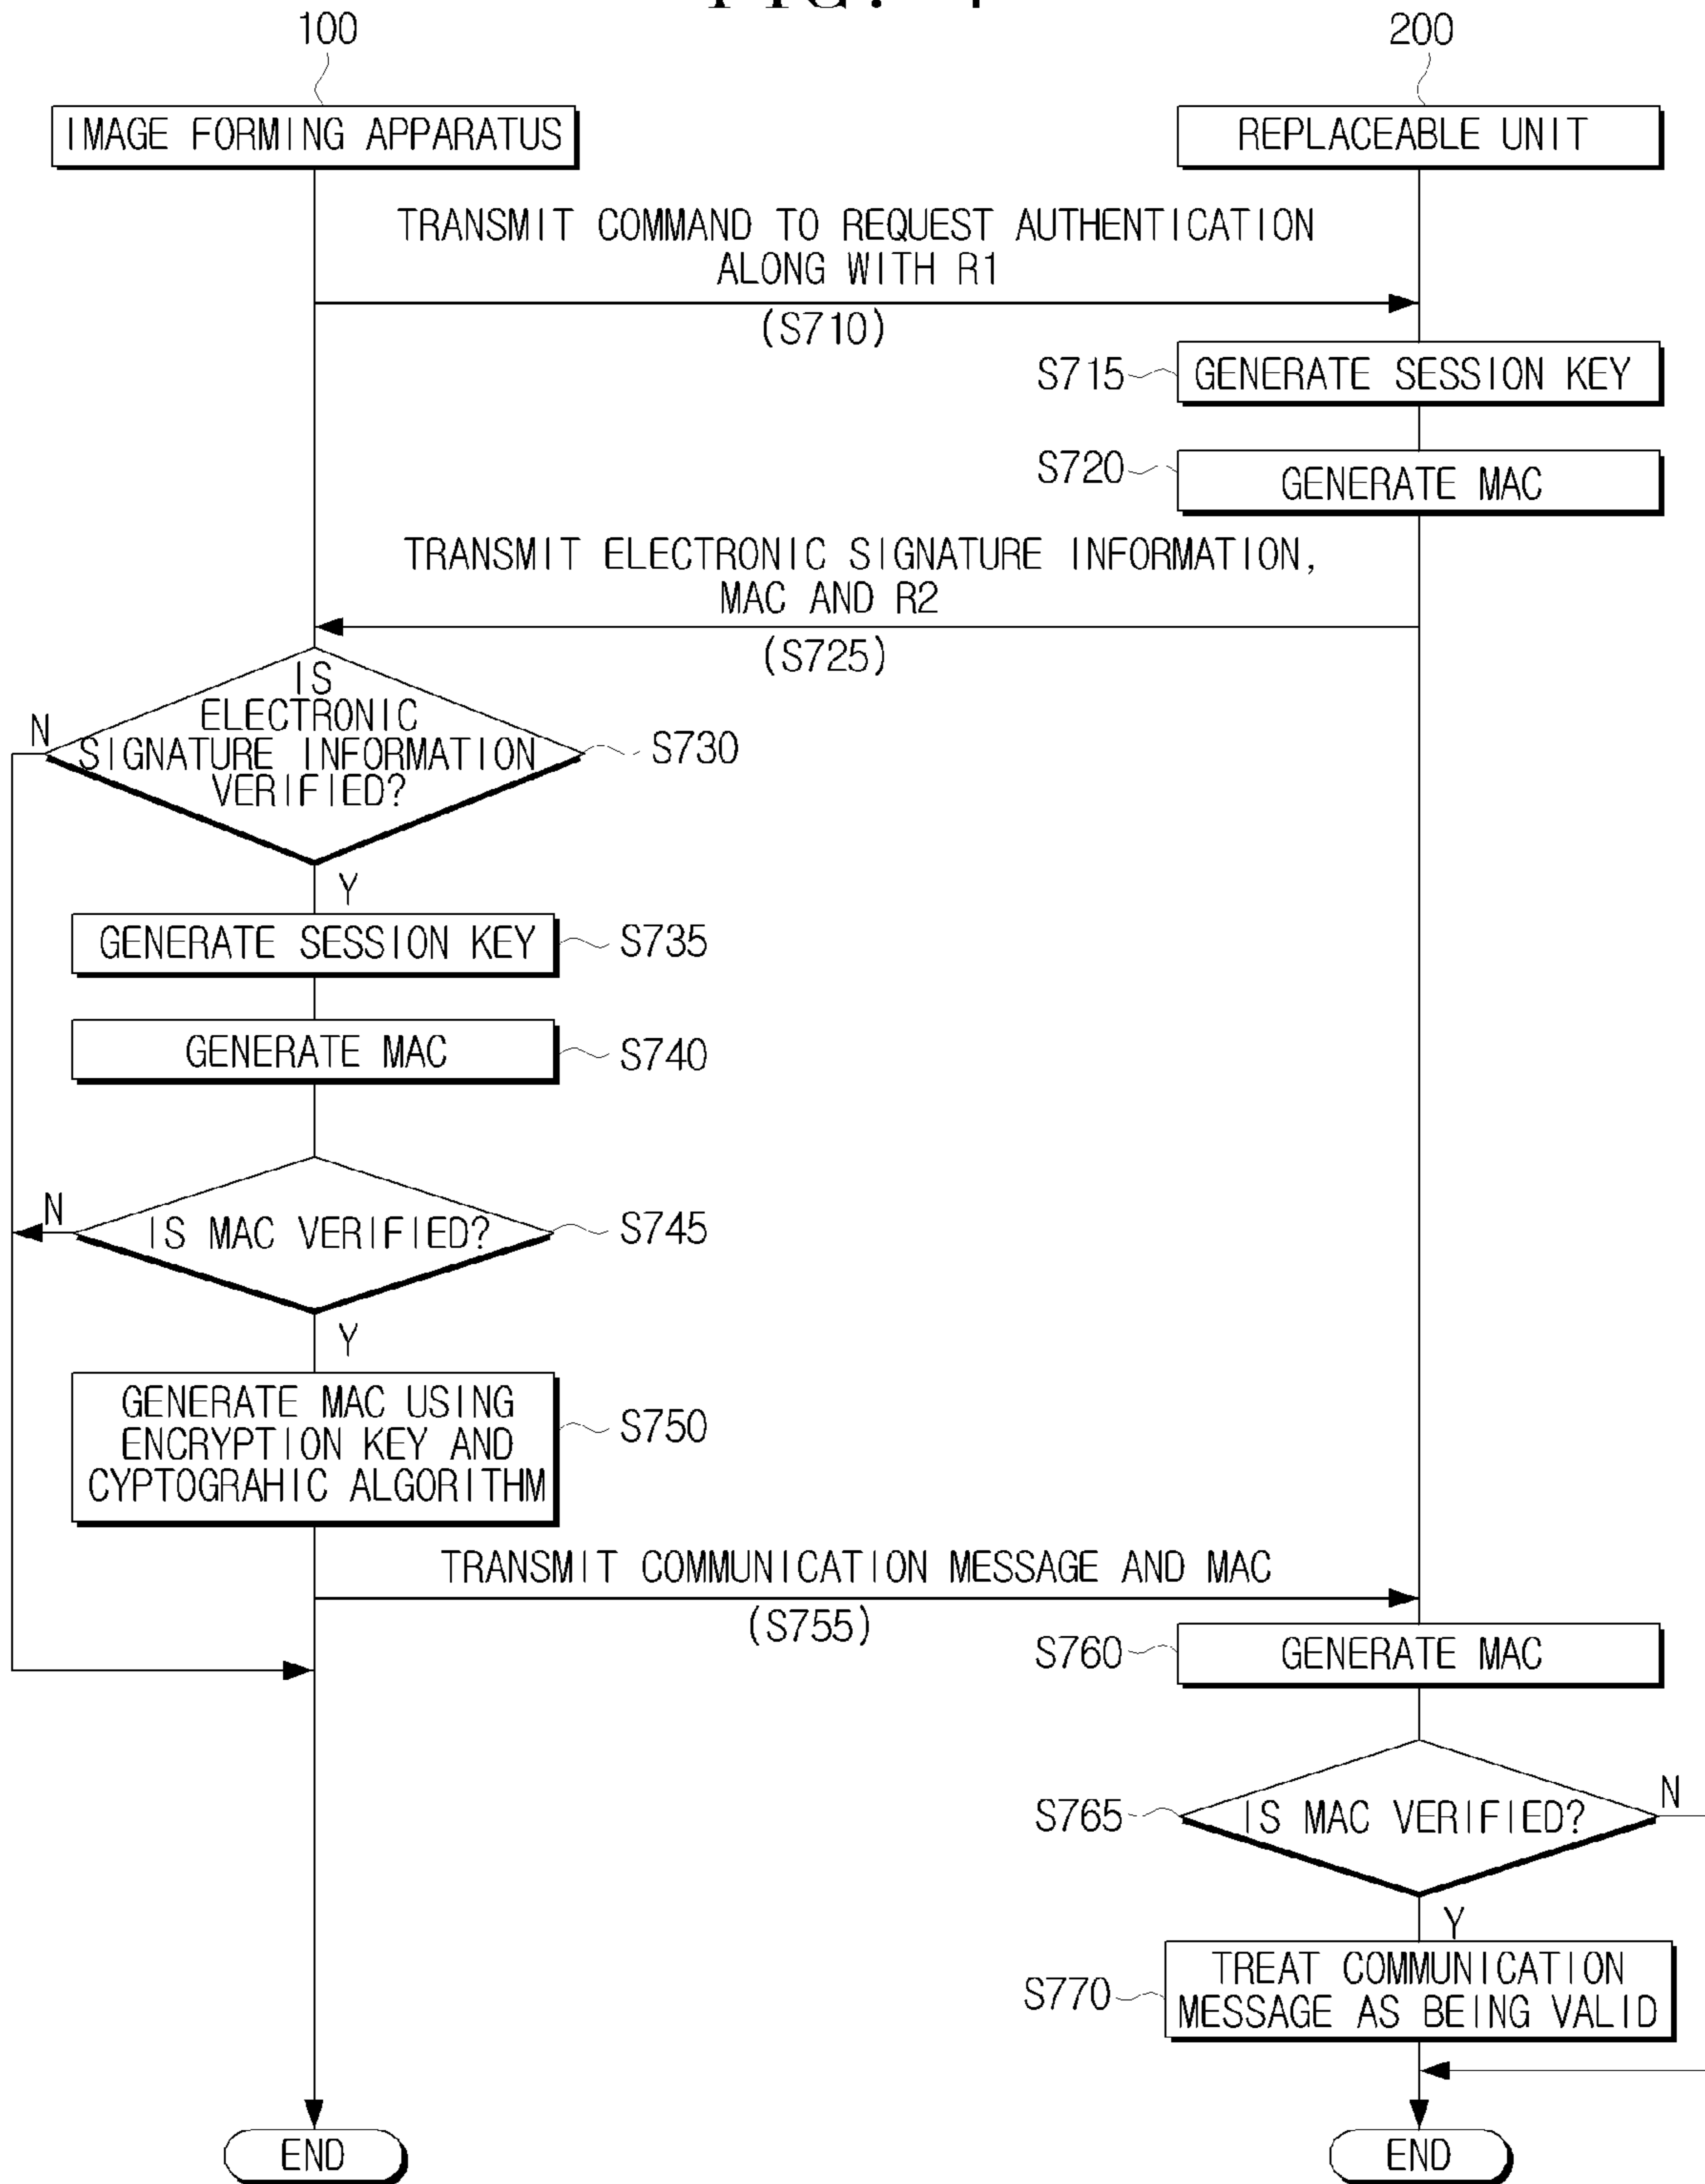 100
200
IMAGE FORMING APPARATUS
REPLACEABLE UNIT
TRANSMIT COMMAND TO REQUEST AUTHENTICATION
ALONG WITH R1
(S710)
S715
GENERATE SESSION KEY
S720
GENERATE MAC
TRANSMIT ELECTRONIC SIGNATURE INFORMATION,
MAC AND R2
(S725)
IS
ELECTRONIC
SIGNATURE INFORMATION
VERIFIED?
N
S730
Y
GENERATE SESSION KEY
S735
GENERATE MAC
S740
N
IS MAC VERIFIED?
S745
Y
GENERATE MAC USING
ENCRYPTION KEY AND
CYPTOGRAHIC ALGORITHM
S750
TRANSMIT COMMUNICATION MESSAGE AND MAC
(S755)
S760
GENERATE MAC
S765
IS MAC VERIFIED?
N
Y
S770
TREAT COMMUNICATION
MESSAGE AS BEING VALID
END
END